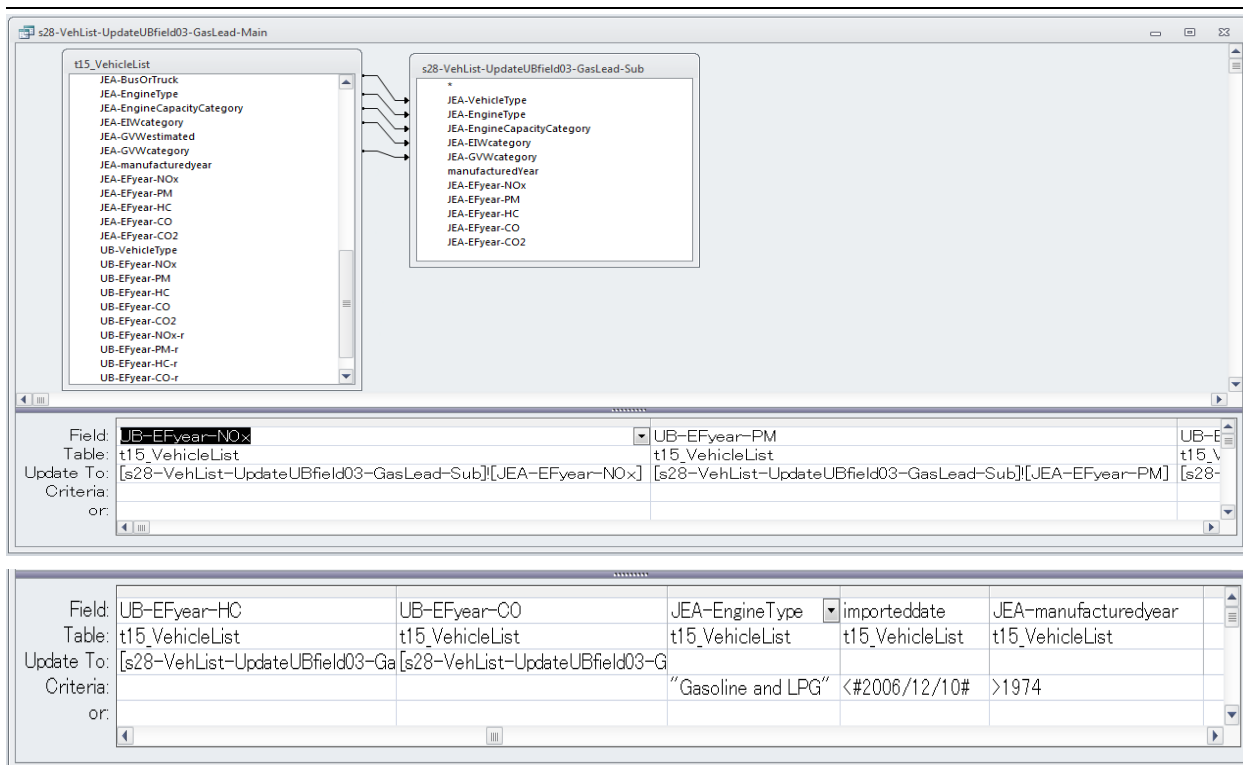 s28-VehList-UpdateUBfield03-GasLead-Main
t15_VehicleList
JEA-BusOrTruck
JEA-EngineType
JEA-EngineCapacityCategory
JEA-EIWcategory
JEA-GVWestimated
JEA-GVWcategory
JEA-manufacturedyear
JEA-EFyear-NOx
JEA-EFyear-PM
JEA-EFyear-HC
JEA-EFyear-CO
JEA-EFyear-CO2
UB-VehicleType
UB-EFyear-NOx
UB-EFyear-PM
UB-EFyear-HC
UB-EFyear-CO
UB-EFyear-CO2
UB-EFyear-NOx-r
UB-EFyear-PM-r
UB-EFyear-HC-r
UB-EFyear-CO-r
s28-VehList-UpdateUBfield03-GasLead-Sub
*
JEA-VehicleType
JEA-EngineType
JEA-EngineCapacityCategory
JEA-EIWcategory
JEA-GVWcategory
manufacturedYear
JEA-EFyear-NOx
JEA-EFyear-PM
JEA-EFyear-HC
JEA-EFyear-CO
JEA-EFyear-CO2
Field: UB-EFyear-NOx UB-EFyear-PM UB-E
Table: t15_VehicleList t15_VehicleList t15_V
Update To: [s28-VehList-UpdateUBfield03-GasLead-Sub]![JEA-EFyear-NOx] [s28-VehList-UpdateUBfield03-GasLead-Sub]![JEA-EFyear-PM] [s28-
Criteria:
or:
Field: UB-EFyear-HC UB-EFyear-CO JEA-EngineType importeddate JEA-manufacturedyear
Table: t15_VehicleList t15_VehicleList t15_VehicleList t15_VehicleList t15_VehicleList
Update To: [s28-VehList-UpdateUBfield03-Ga [s28-VehList-UpdateUBfield03-G
Criteria: "Gasoline and LPG" <#2006/12/10# >1974
or: